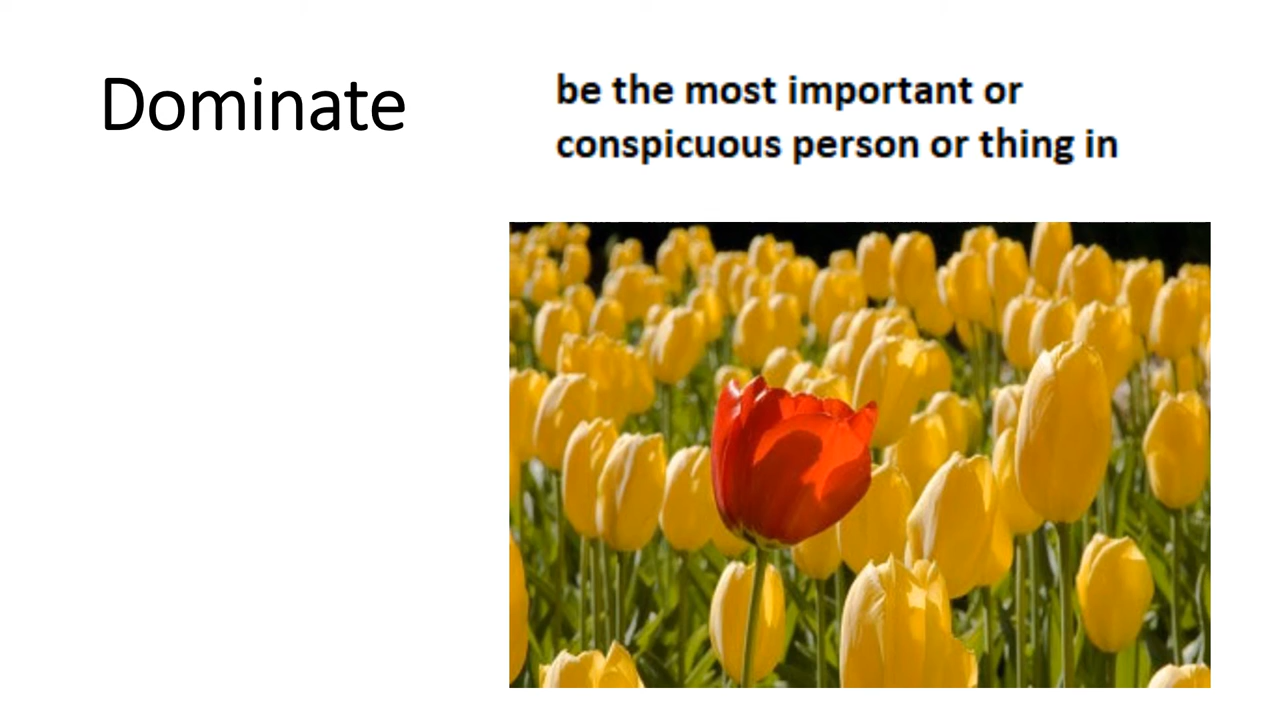 Dominate
be the most important or
conspicuous person or thing in